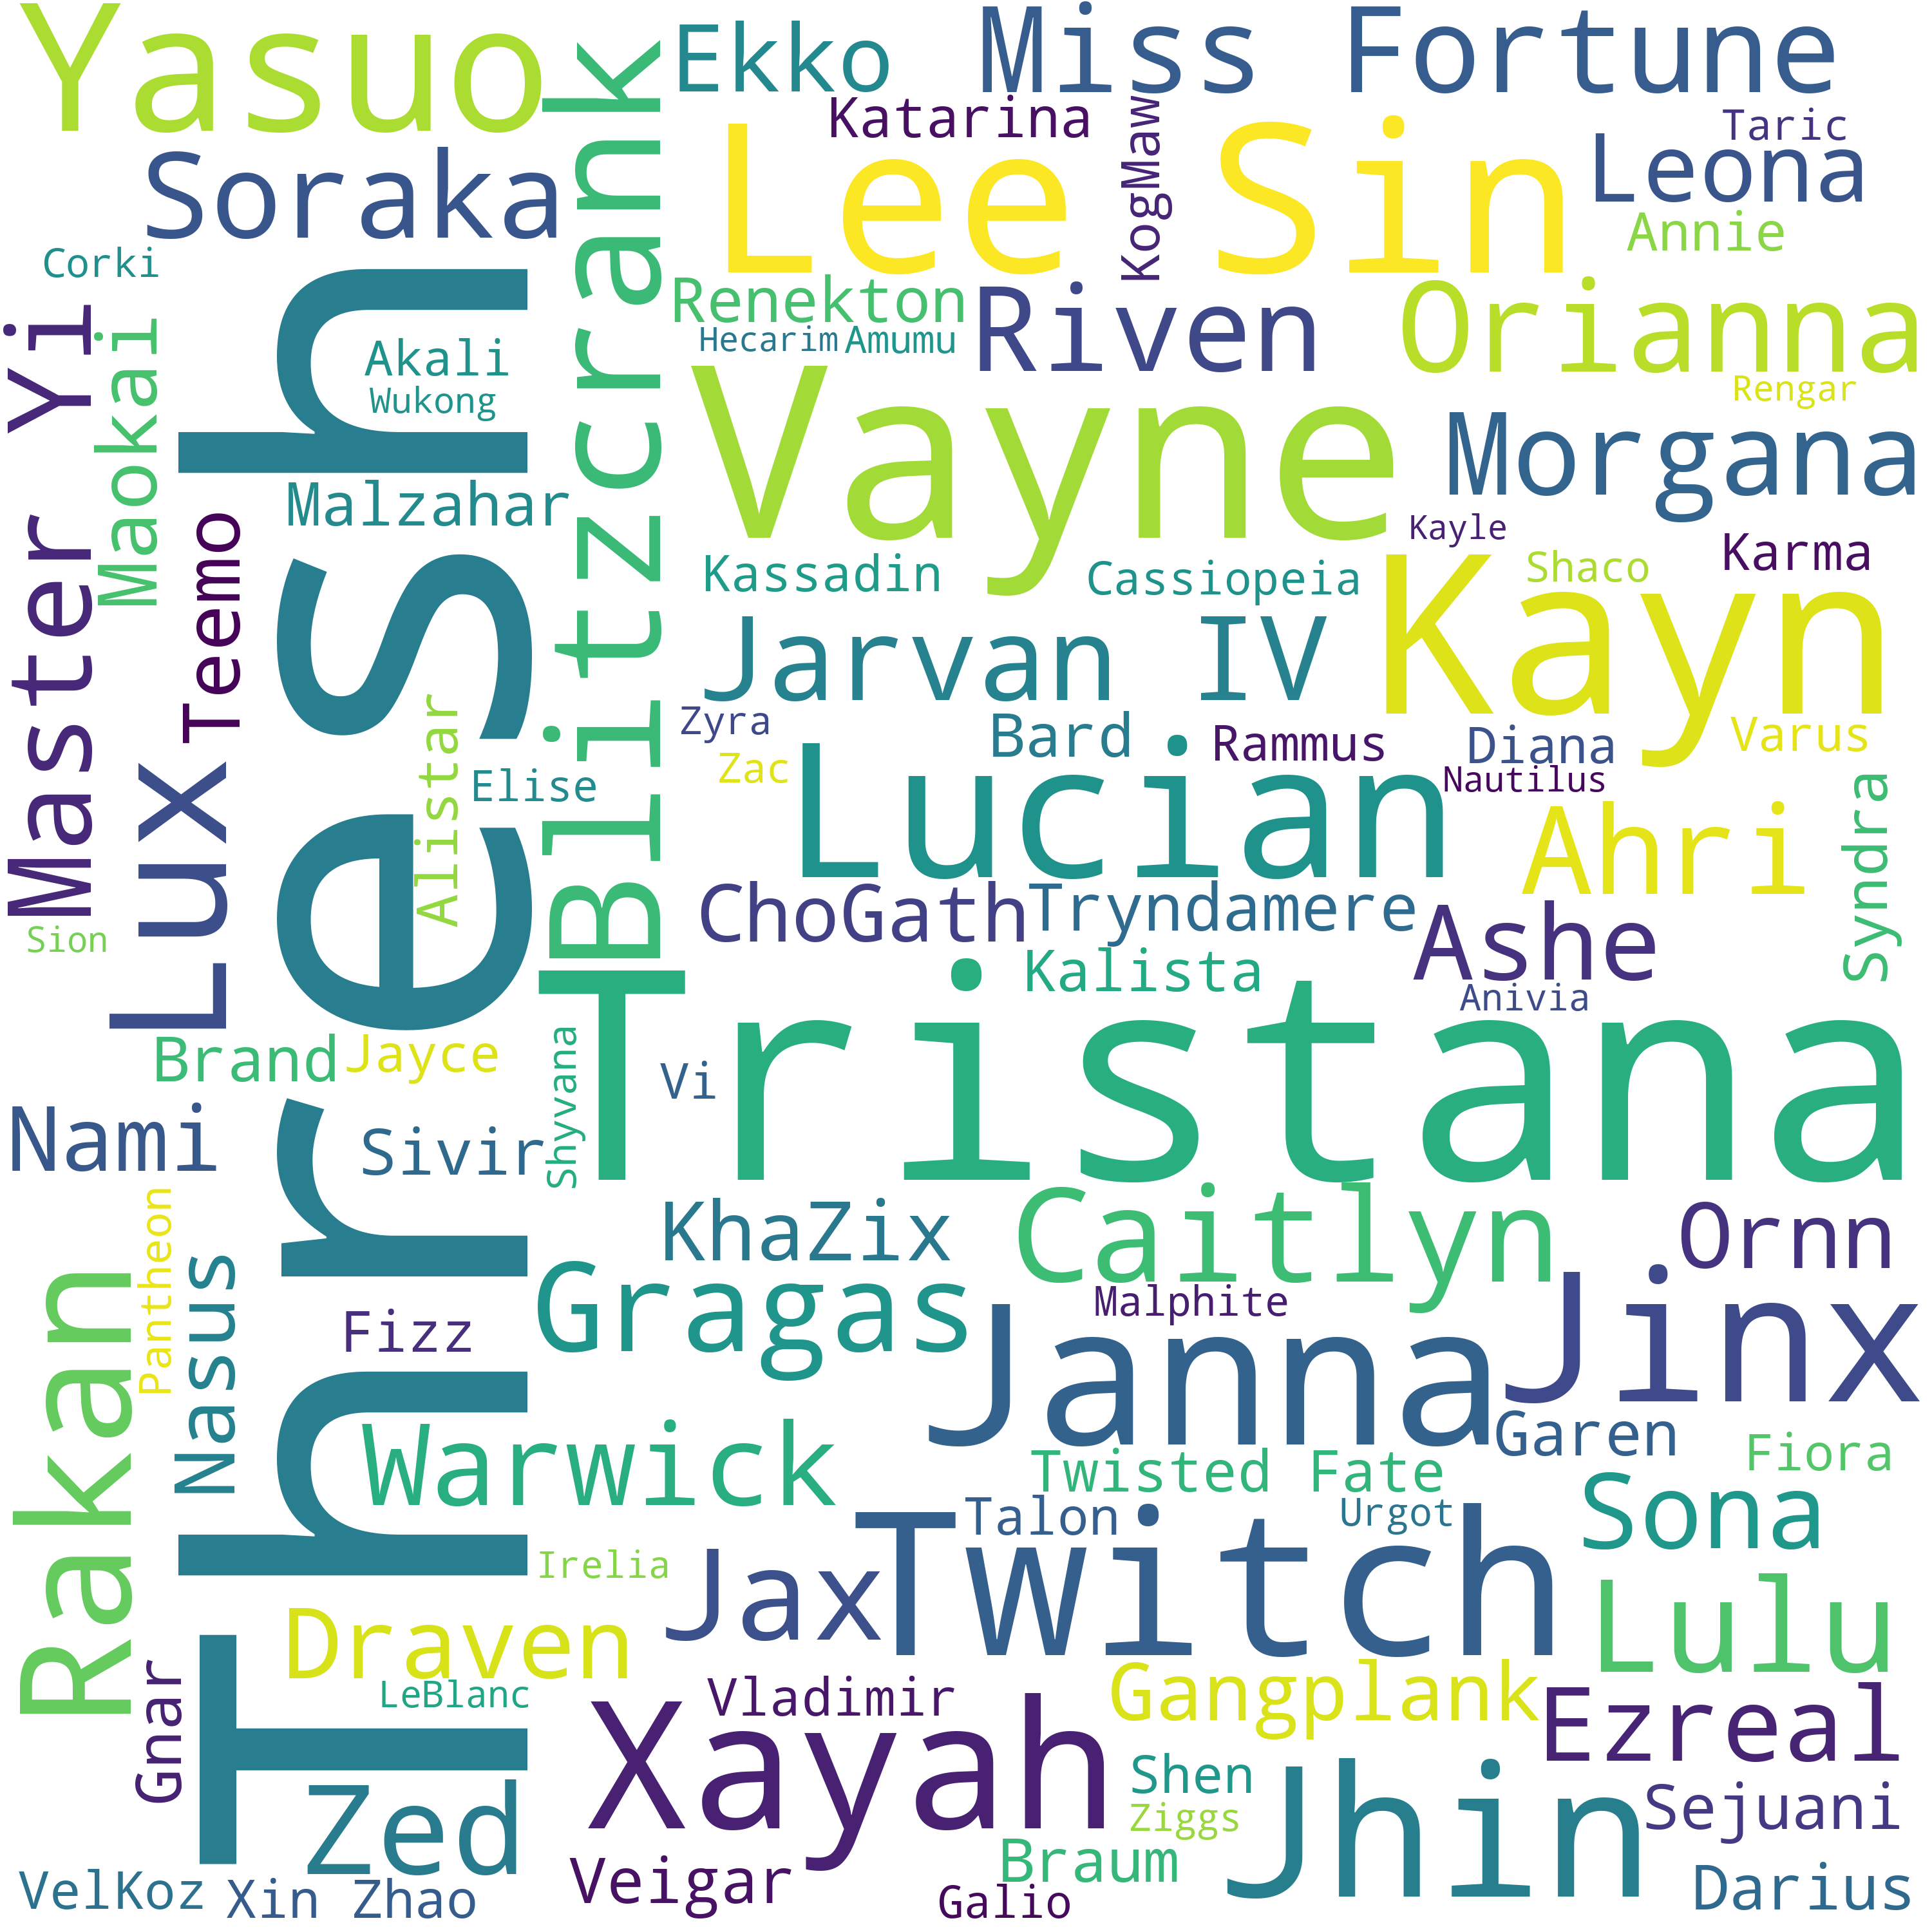 Yasuo
Ekko
Miss Fortune
Katarina
KogMaw
Taric
Soraka
Lee Sin
Leona
Annie
Corki
Blitzcrank
Renekton
Riven
Orianna
Master Yi
Maokai
Akali
Hecarim
Amumu
Wukong
Rengar
Vayne
Morgana
Malzahar
Teemo
Kayle
Karma
Kassadin
Cassiopeia
Shaco
Kayn
Jarvan IV
Thresh
Zyra
Bard
Rammus
Diana
Varus
Zac
Nautilus
Alistar
Elise
Lux
Lucian
Ahri
Syndra
ChoGath
Tryndamere
Ashe
Sion
Kalista
Anivia
Brand
Jayce
Shyvana
Vi
Tristana
Nami
Sivir
KhaZix
Caitlyn
Ornn
Pantheon
Nasus
Rakan
Fizz
Gragas
Malphite
Janna
Jinx
Garen
Fiora
Warwick
Twisted Fate
Talon
Urgot
Sona
Irelia
Jax
Twitch
Lulu
Draven
LeBlanc
Gnar
Vladimir
Gangplank
Ezreal
Xayah
Zed
Shen
Ziggs
Jhin
Sejuani
Braum
VelKoz
Xin Zhao
Veigar
Galio
Darius